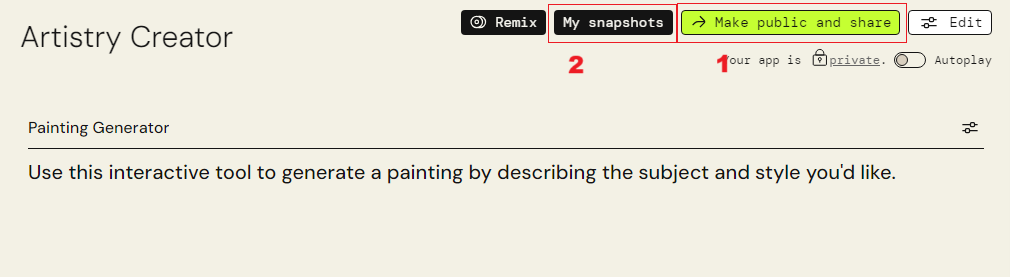 Artistry Creator
Remix My snapshots Make public and share Edit
2 1 Your app is private. Autoplay
Painting Generator
Use this interactive tool to generate a painting by describing the subject and style you'd like.